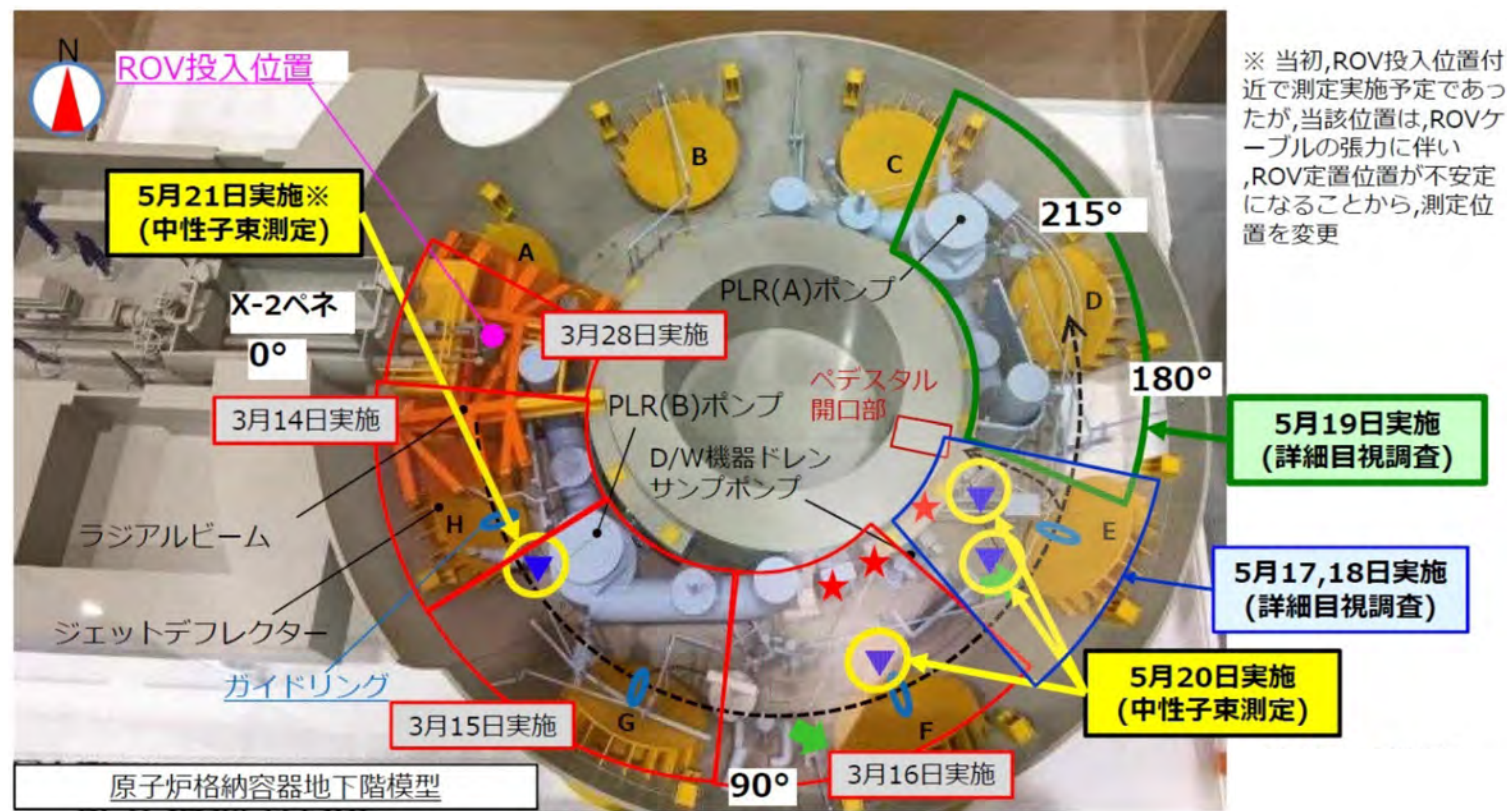 N
ROV投入位置
※ 当初,ROV投入位置付
近で測定実施予定であっ
たが,当該位置は,ROVケ
ーブルの張力に伴い
,ROV定置位置が不安定
になることから,測定位
置を変更
5月21日実施※
(中性子束測定)
B
C
A
215°
D
PLR(A)ポンプ
X-2ペネ
0°
3月28日実施
180°
3月14日実施
PLR(B)ポンプ
ペデスタル
開口部
D/W機器ドレン
サンプポンプ
5月19日実施
(詳細目視調査)
ラジアルビーム
H
E
5月17,18日実施
(詳細目視調査)
ジェットデフレクター
ガイドリング
5月20日実施
(中性子束測定)
3月15日実施
G
F
3月16日実施
90°
原子炉格納容器地下階模型